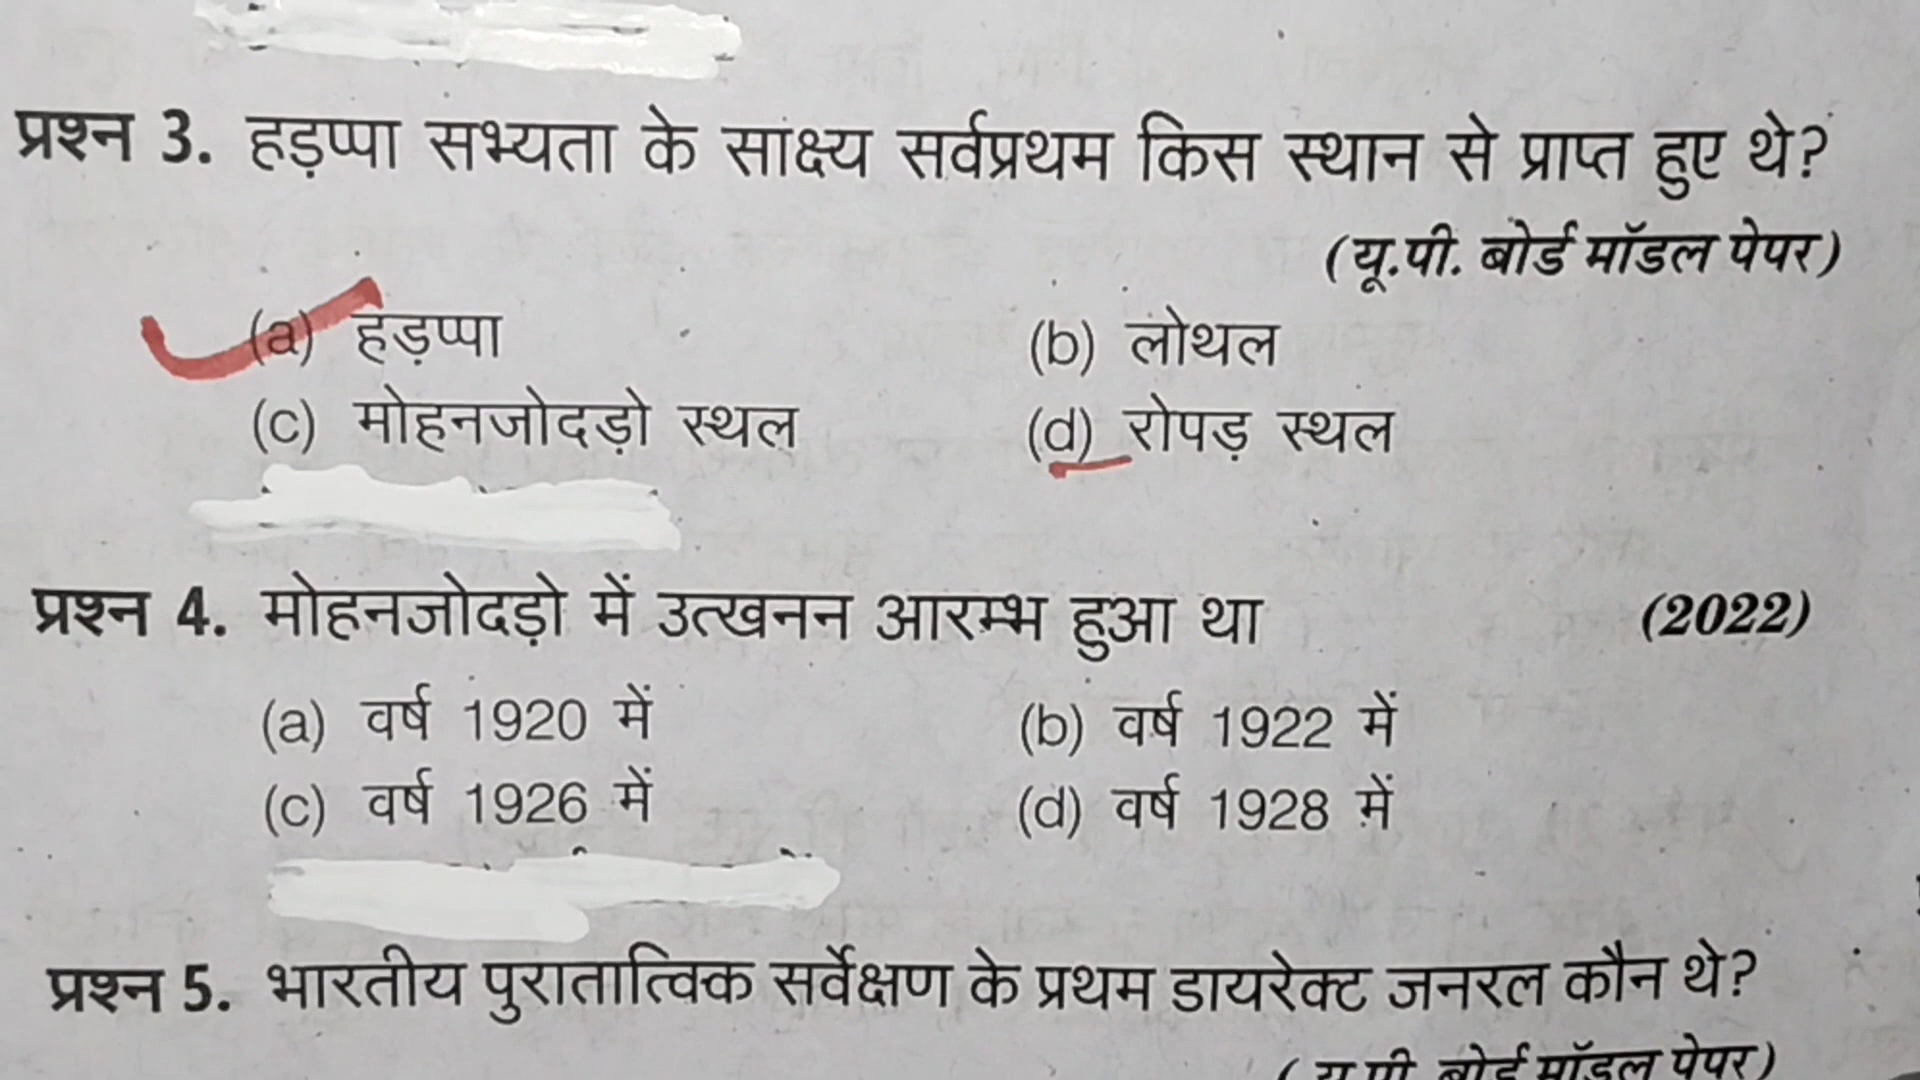 प्रश्न 3. हड़प्पा सभ्यता के साक्ष्य सर्वप्रथम किस स्थान से प्राप्त हुए थे?
(यू.पी. बोर्ड मॉडल पेपर)
(a) हड़प्पा (b) लोथल
(c) मोहनजोदड़ो स्थल (d) रोपड़ स्थल
प्रश्न 4. मोहनजोदड़ो में उत्खनन आरम्भ हुआ था (2022)
(a) वर्ष 1920 में (b) वर्ष 1922 में
(c) वर्ष 1926 में (d) वर्ष 1928 में
प्रश्न 5. भारतीय पुरातात्विक सर्वेक्षण के प्रथम डायरेक्ट जनरल कौन थे?
(यू.पी. बोर्ड मॉडल पेपर)